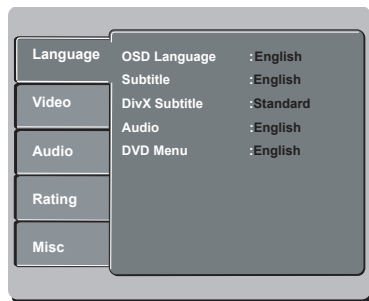 Language
Video
Audio
Rating
Misc
OSD Language :English
Subtitle :English
DivX Subtitle :Standard
Audio :English
DVD Menu :English